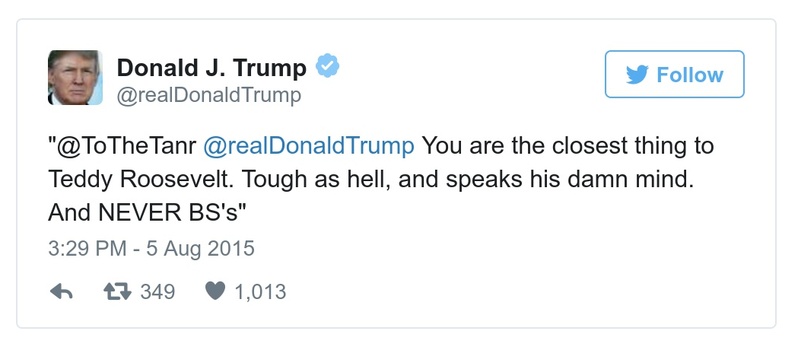 Donald J. Trump
@realDonaldTrump
Follow
"@ToTheTanr @realDonaldTrump You are the closest thing to
Teddy Roosevelt. Tough as hell, and speaks his damn mind.
And NEVER BS's"
3:29 PM - 5 Aug 2015
349 1,013